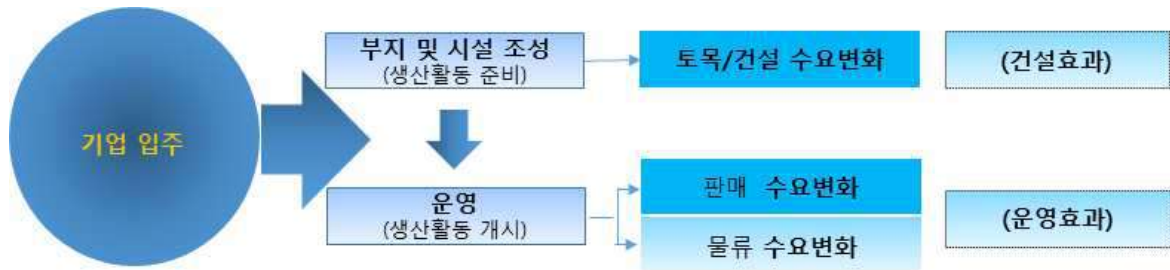 기업 입주
부지 및 시설 조성
(생산활동 준비)
토목/건설 수요변화
(건설효과)
운영
(생산활동 개시)
판매 수요변화
물류 수요변화
(운영효과)